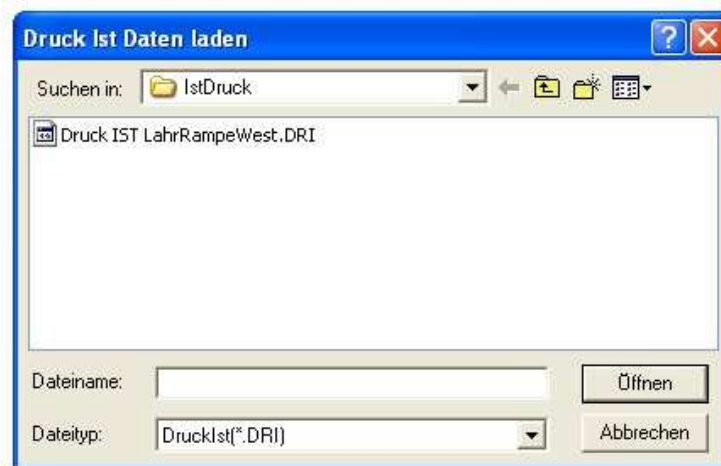 Druck Ist Daten laden
Suchen in: IstDruck
Druck IST LahrRampeWest.DRI
Dateiname: Öffnen
Dateityp: DruckIst(*.DRI) Abbrechen